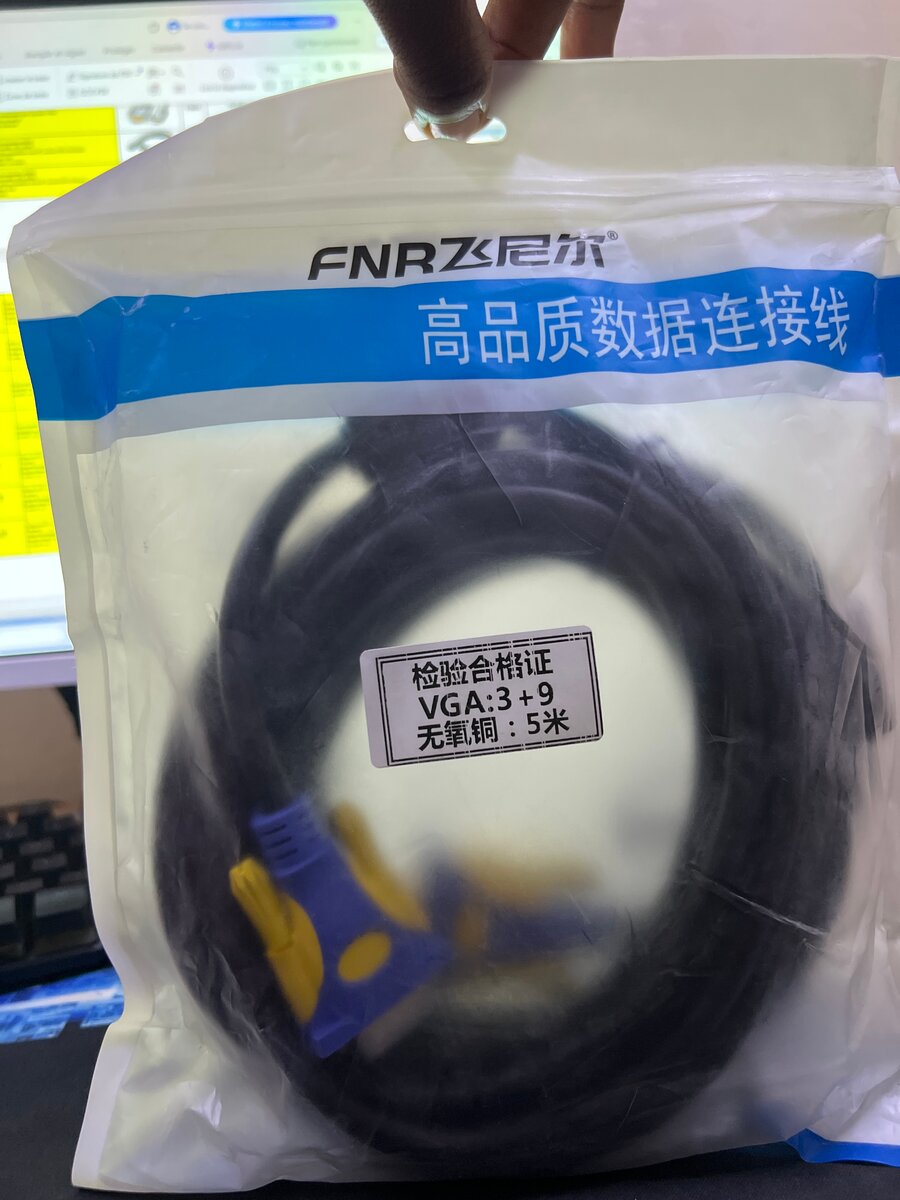 FNR飞尼尔®
高品质数据连接线
检验合格证
VGA:3+9
无氧铜：5米